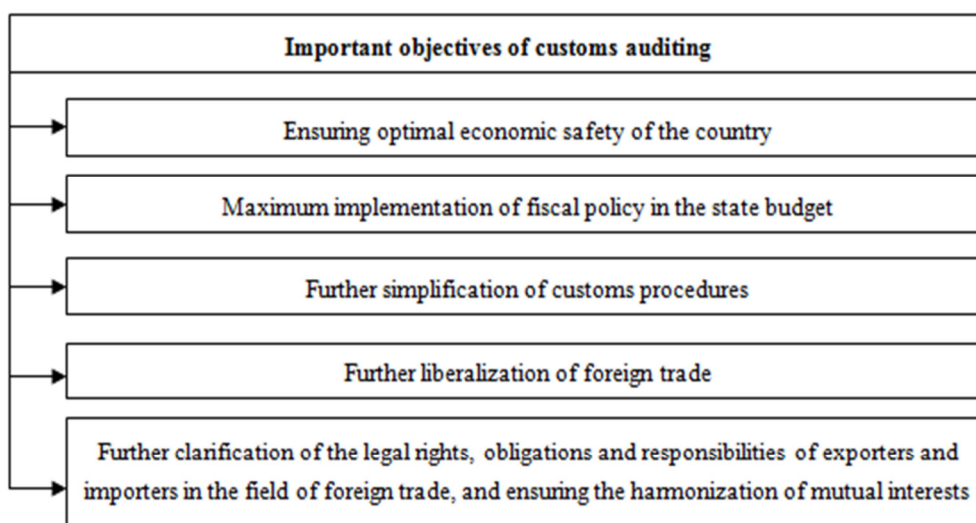 Important objectives of customs auditing
Ensuring optimal economic safety of the country
Maximum implementation of fiscal policy in the state budget
Further simplification of customs procedures
Further liberalization of foreign trade
Further clarification of the legal rights, obligations and responsibilities of exporters and
importers in the field of foreign trade, and ensuring the harmonization of mutual interests